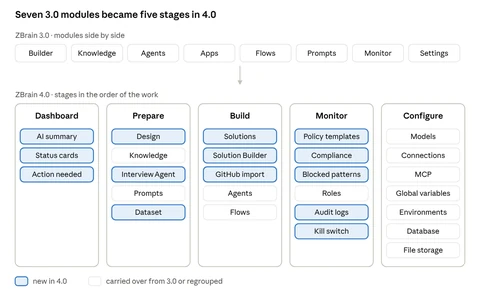 Seven 3.0 modules became five stages in 4.0
ZBrain 3.0 · modules side by side
Builder Knowledge Agents Apps Flows Prompts Monitor Settings
ZBrain 4.0 · stages in the order of the work
Dashboard
AI summary
Status cards
Action needed
Prepare
Design
Knowledge
Interview Agent
Prompts
Dataset
Build
Solutions
Solution Builder
GitHub import
Agents
Flows
Monitor
Policy templates
Compliance
Blocked patterns
Roles
Audit logs
Kill switch
Configure
Models
Connections
MCP
Global variables
Environments
Database
File storage
new in 4.0
carried over from 3.0 or regrouped